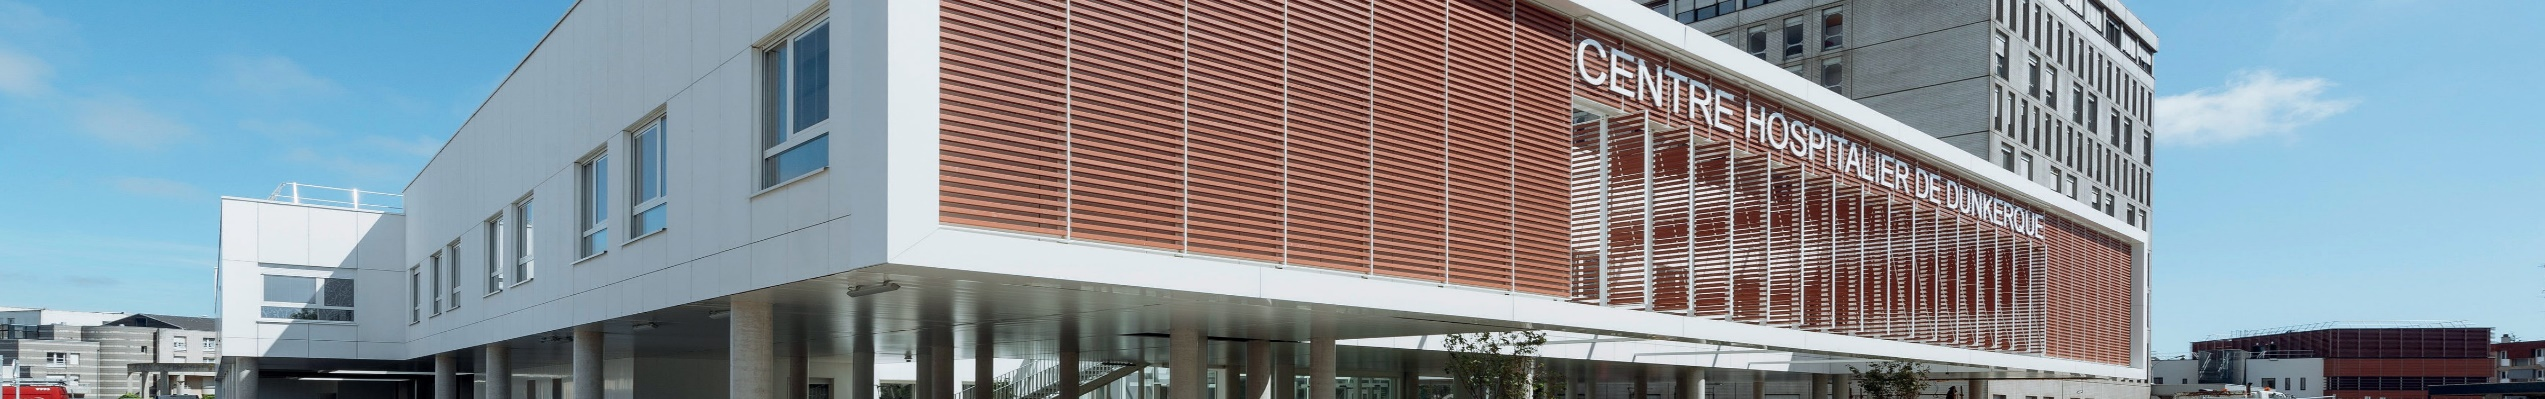 CENTRE HOSPITALIER DE DUNKERQUE